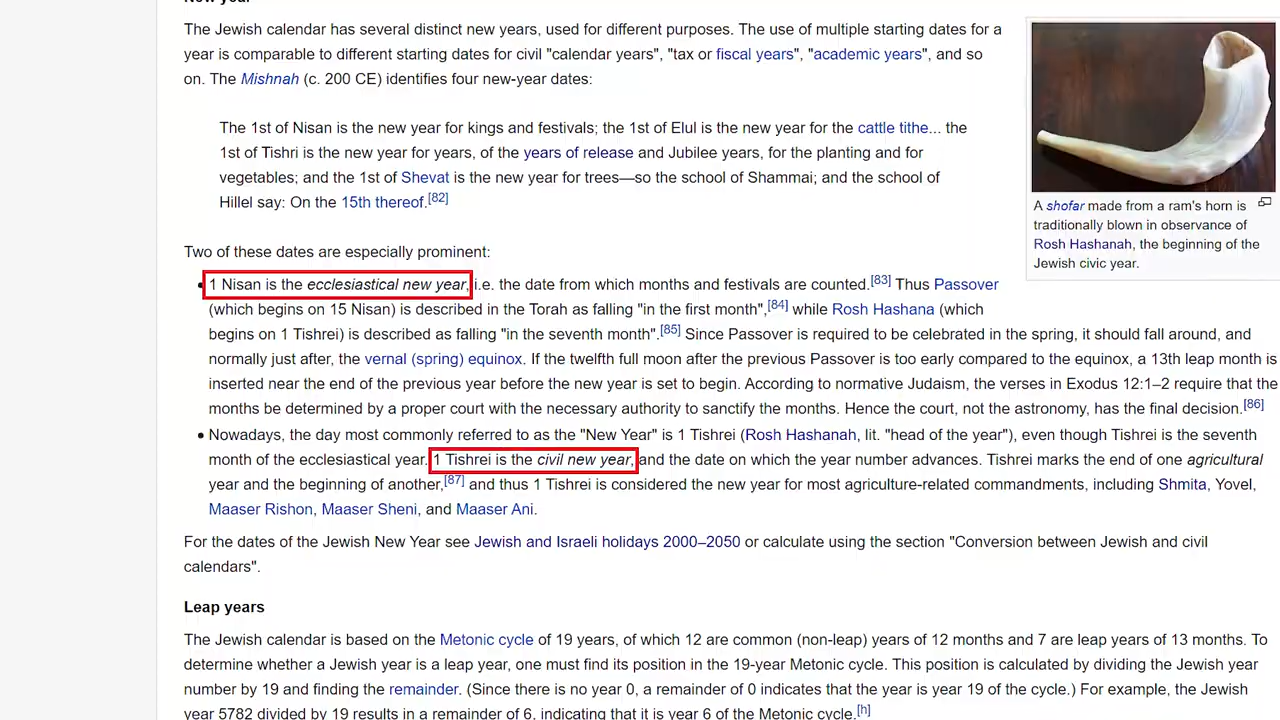 The Jewish calendar has several distinct new years, used for different purposes. The use of multiple starting dates for a
year is comparable to different starting dates for civil "calendar years", "tax or fiscal years", "academic years", and so
on. The Mishnah (c. 200 CE) identifies four new-year dates:
The 1st of Nisan is the new year for kings and festivals; the 1st of Elul is the new year for the cattle tithe... the
1st of Tishri is the new year for years, of the years of release and Jubilee years, for the planting and for
vegetables; and the 1st of Shevat is the new year for trees—so the school of Shammai; and the school of
Hillel say: On the 15th thereof.[82]
A shofar made from a ram's horn is
traditionally blown in observance of
Rosh Hashanah, the beginning of the
Jewish civic year.
Two of these dates are especially prominent:
1 Nisan is the ecclesiastical new year, i.e. the date from which months and festivals are counted.[83] Thus Passover
(which begins on 15 Nisan) is described in the Torah as falling "in the first month",[84] while Rosh Hashana (which
begins on 1 Tishrei) is described as falling "in the seventh month".[85] Since Passover is required to be celebrated in the spring, it should fall around, and
normally just after, the vernal (spring) equinox. If the twelfth full moon after the previous Passover is too early compared to the equinox, a 13th leap month is
inserted near the end of the previous year before the new year is set to begin. According to normative Judaism, the verses in Exodus 12:1–2 require that the
months be determined by a proper court with the necessary authority to sanctify the months. Hence the court, not the astronomy, has the final decision.[86]
Nowadays, the day most commonly referred to as the "New Year" is 1 Tishrei (Rosh Hashanah, lit. "head of the year"), even though Tishrei is the seventh
month of the ecclesiastical year. 1 Tishrei is the civil new year, and the date on which the year number advances. Tishrei marks the end of one agricultural
year and the beginning of another,[87] and thus 1 Tishrei is considered the new year for most agriculture-related commandments, including Shmita, Yovel,
Maaser Rishon, Maaser Sheni, and Maaser Ani.
For the dates of the Jewish New Year see Jewish and Israeli holidays 2000–2050 or calculate using the section "Conversion between Jewish and civil
calendars".
Leap years
The Jewish calendar is based on the Metonic cycle of 19 years, of which 12 are common (non-leap) years of 12 months and 7 are leap years of 13 months. To
determine whether a Jewish year is a leap year, one must find its position in the 19-year Metonic cycle. This position is calculated by dividing the Jewish year
number by 19 and finding the remainder. (Since there is no year 0, a remainder of 0 indicates that the year is year 19 of the cycle.) For example, the Jewish
year 5782 divided by 19 results in a remainder of 6, indicating that it is year 6 of the Metonic cycle.[h]